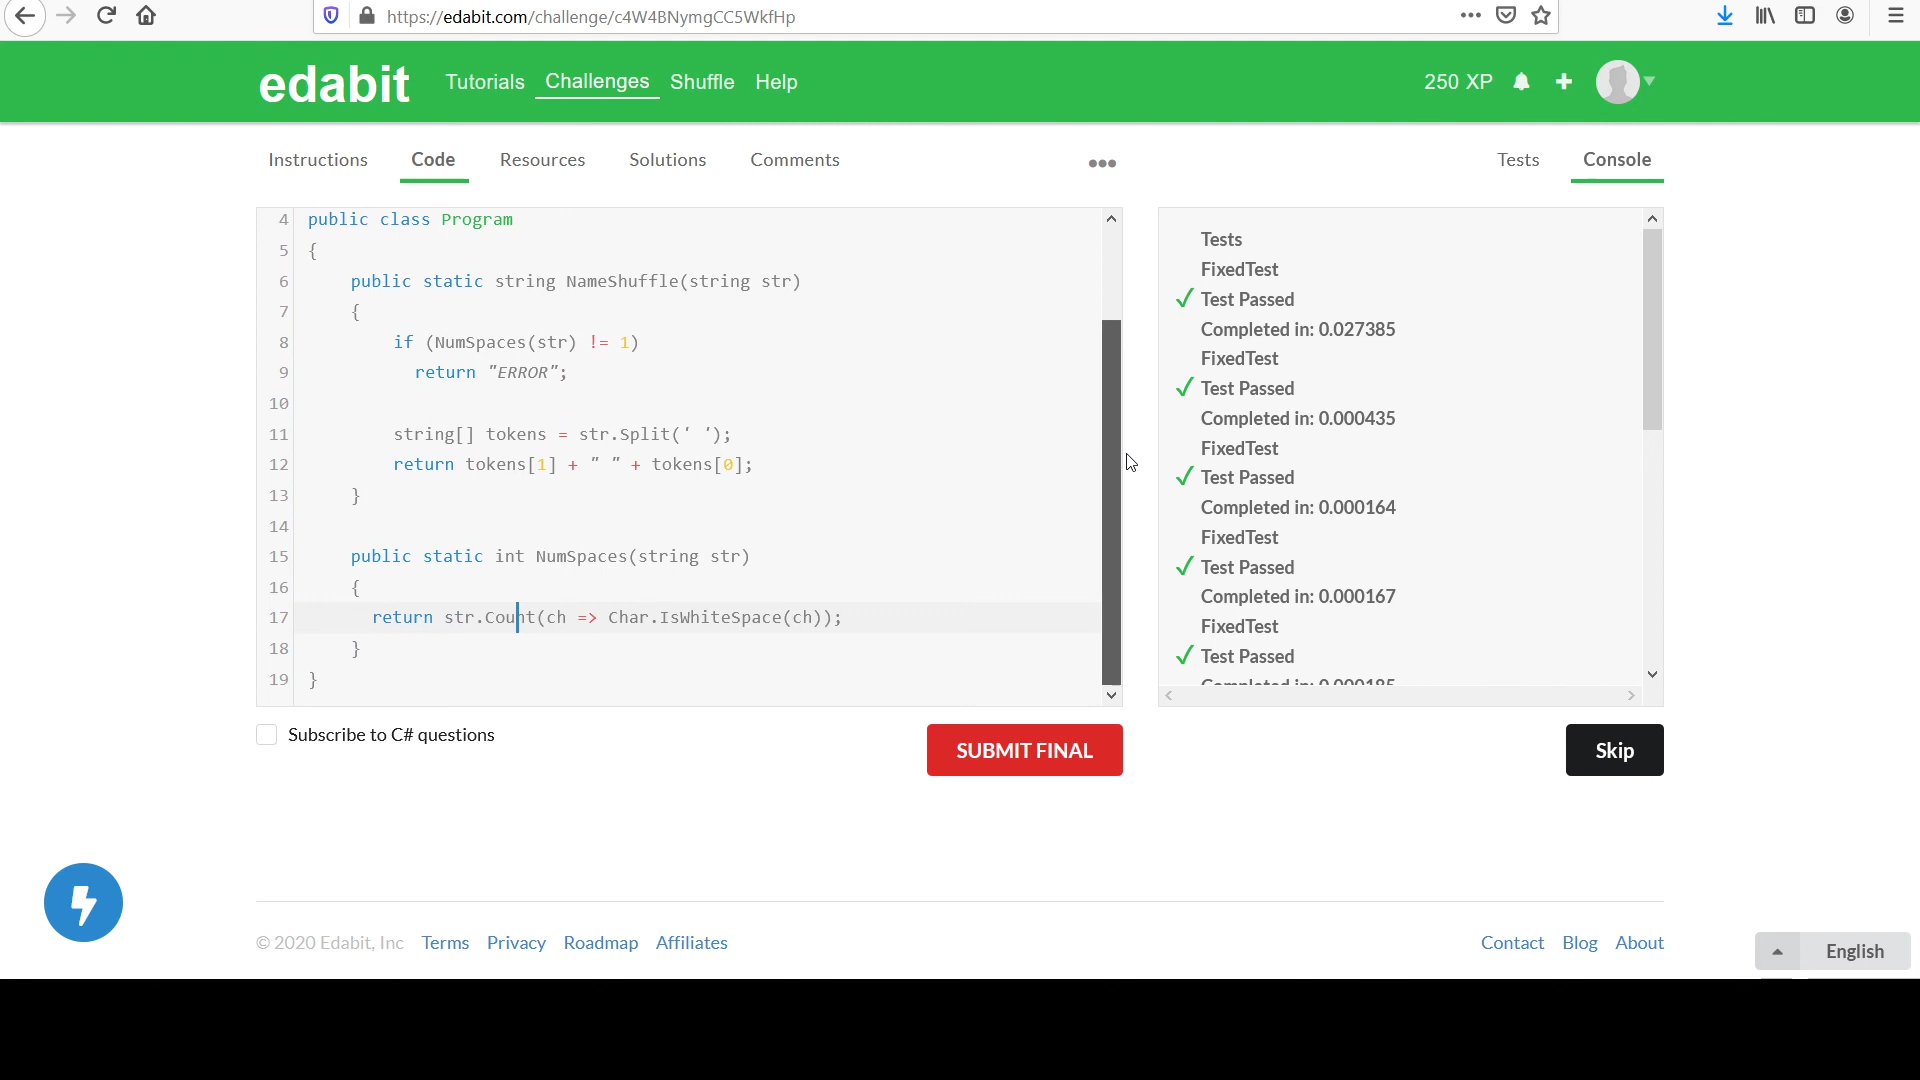 https://edabit.com/challenge/c4W4BNymgCC5WkfHp
edabit Tutorials Challenges Shuffle Help 250 XP
Instructions Code Resources Solutions Comments Tests Console
4 public class Program
5 {
6 public static string NameShuffle(string str)
7 {
8 if (NumSpaces(str) != 1)
9 return "ERROR";
10
11 string[] tokens = str.Split(' ');
12 return tokens[1] + " " + tokens[0];
13 }
14
15 public static int NumSpaces(string str)
16 {
17 return str.Count(ch => Char.IsWhiteSpace(ch));
18 }
19 }
Tests
FixedTest
Test Passed
Completed in: 0.027385
FixedTest
Test Passed
Completed in: 0.000435
FixedTest
Test Passed
Completed in: 0.000164
FixedTest
Test Passed
Completed in: 0.000167
FixedTest
Test Passed
Completed in: 0.000185
Subscribe to C# questions
SUBMIT FINAL
Skip
© 2020 Edabit, Inc Terms Privacy Roadmap Affiliates Contact Blog About
English